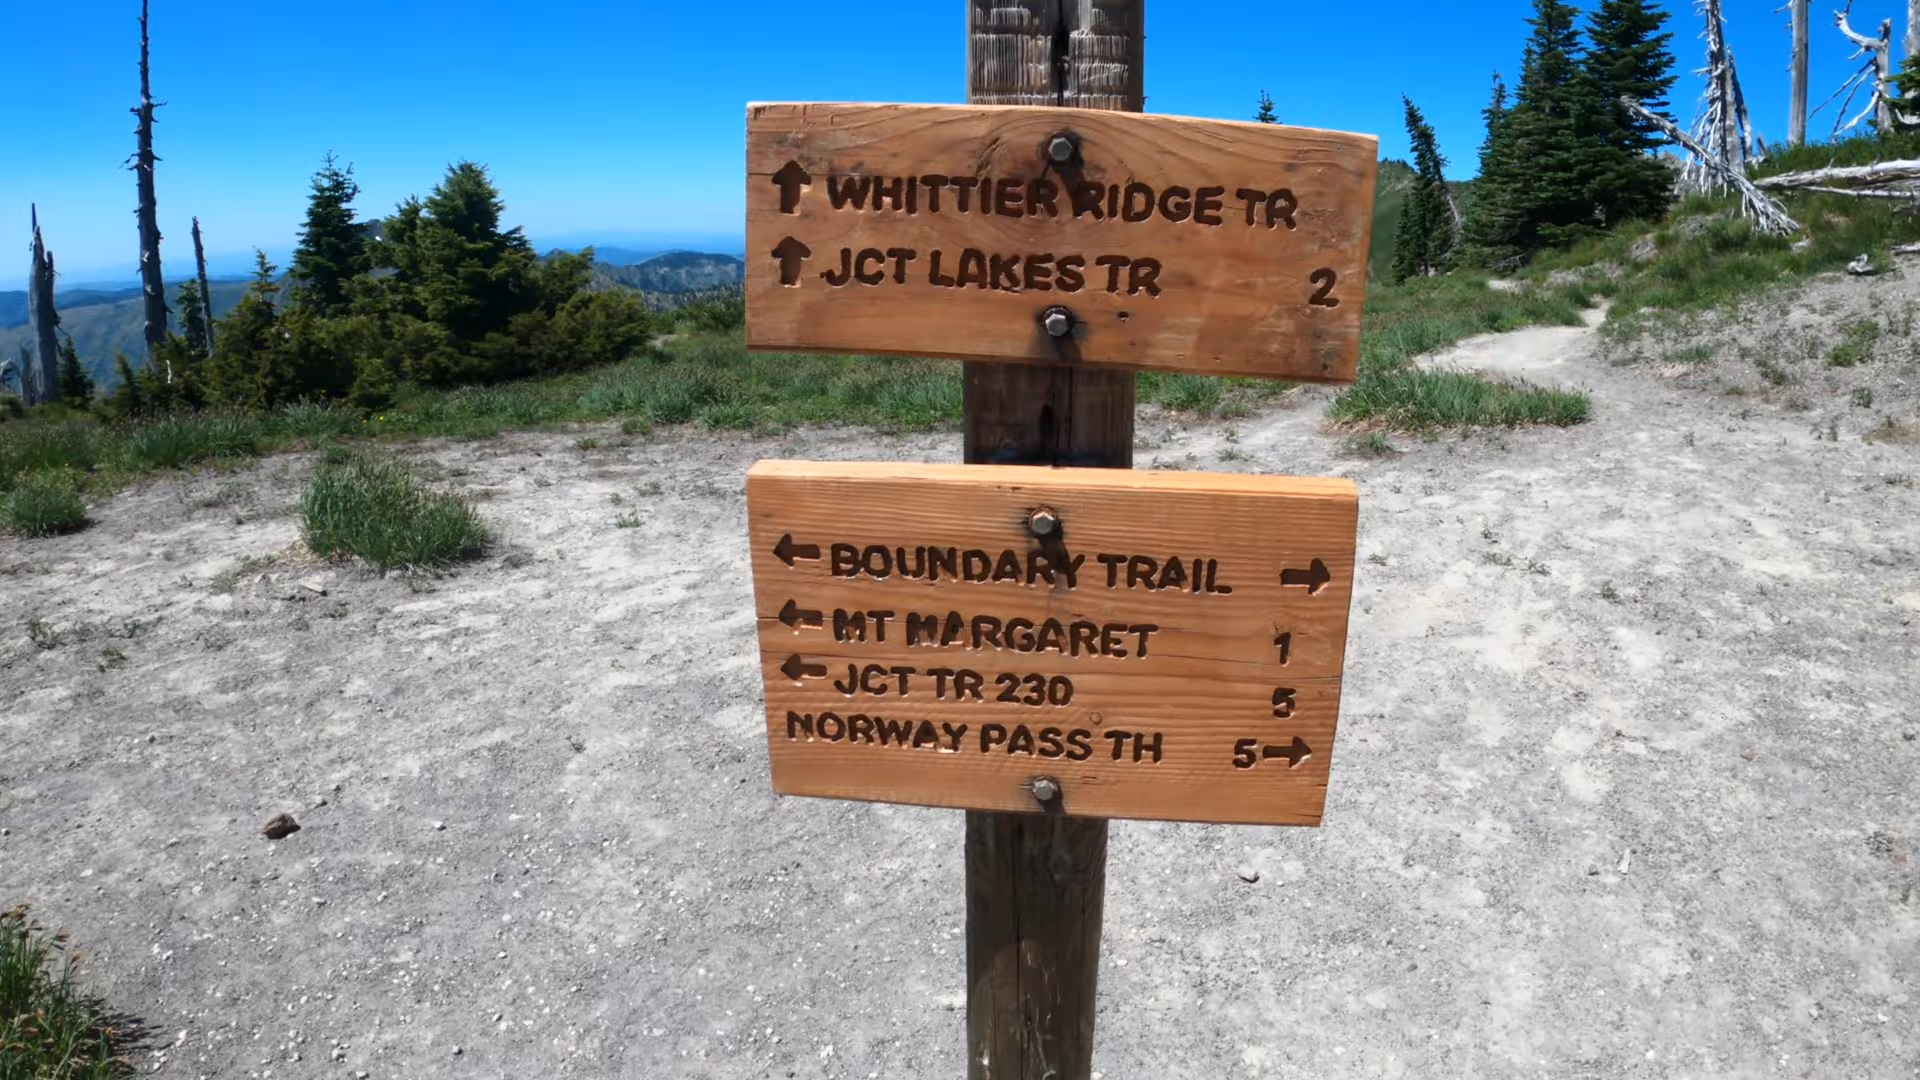 ↑ WHITTIER RIDGE TR
↑ JCT LAKES TR 2
← BOUNDARY TRAIL →
← MT MARGARET 1
← JCT TR 230 5
NORWAY PASS TH 5 →